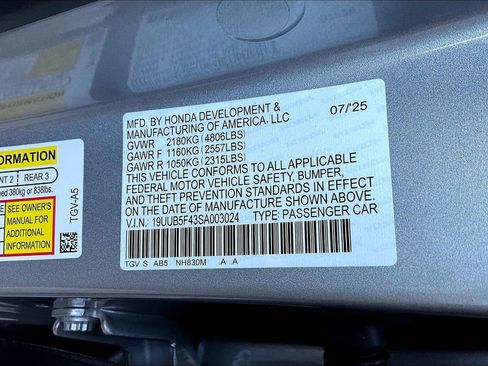 MFD. BY HONDA DEVELOPMENT &
MANUFACTURING OF AMERICA, LLC 07/'25
GVWR 2180KG (4806LBS)
GAWR F 1160KG (2557LBS)
GAWR R 1050KG (2315LBS)
THIS VEHICLE CONFORMS TO ALL APPLICABLE
FEDERAL MOTOR VEHICLE SAFETY, BUMPER,
AND THEFT PREVENTION STANDARDS IN EFFECT
ON THE DATE OF MANUFACTURE SHOWN ABOVE.
V.I.N.: 19UUB5F43SA003024 TYPE: PASSENGER CAR
TGV S AB5 NH830M .A .A
FORMATION
NT 2 REAR 3
eed 380kg or 838lbs.
SEE OWNER'S
MANUAL FOR
ADDITIONAL
INFORMATION
TGV-A5